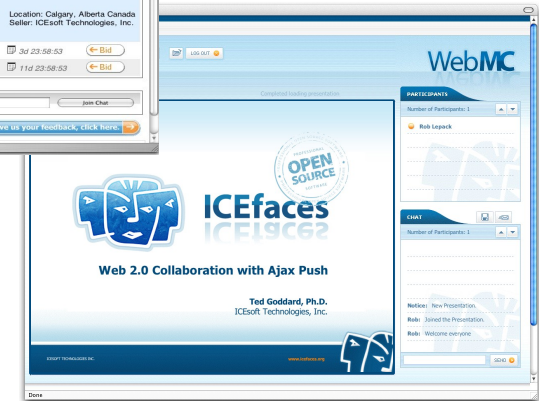 Location: Calgary, Alberta Canada
Seller: ICEsoft Technologies, Inc.
3d 23:58:53
Bid
11d 23:58:53
Bid
Join Chat
ve us your feedback, click here.
LOG OUT
WebMC
Completed loading presentation
PARTICIPANTS
Number of Participants: 1
Rob Lepack
PROFESSIONAL
OPEN
SOURCE
SOFTWARE
ICEfaces
Web 2.0 Collaboration with Ajax Push
Ted Goddard, Ph.D.
ICEsoft Technologies, Inc.
ICESOFT TECHNOLOGIES INC.
www.icefaces.org
CHAT
Number of Participants: 1
Notice: New Presentation.
Rob: Joined the Presentation.
Rob: Welcome everyone
SEND
Done